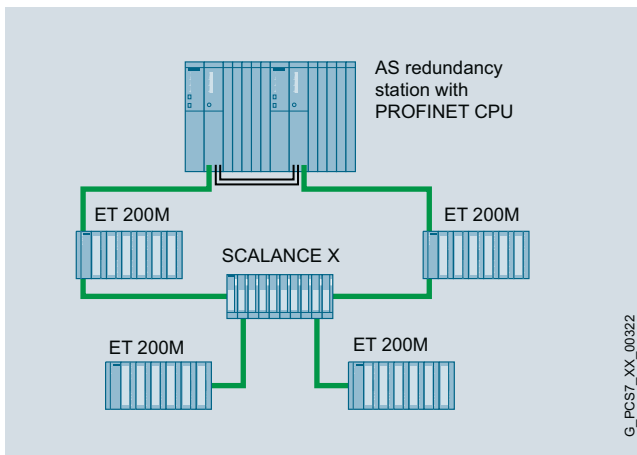 AS redundancy
station with
PROFINET CPU
ET 200M
ET 200M
SCALANCE X
ET 200M
ET 200M
G_PCS7_XX_00322